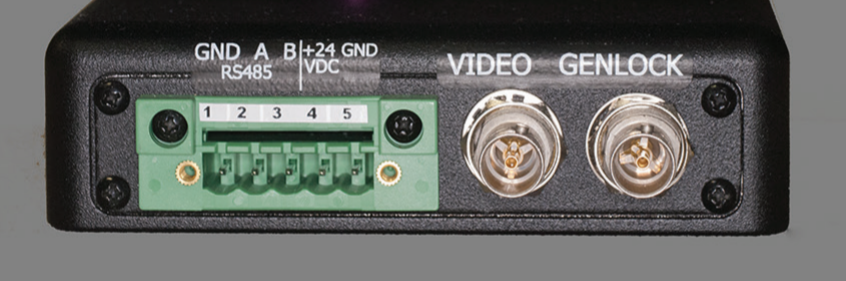 GND A B +24 GND
RS485 VDC
VIDEO GENLOCK
1 2 3 4 5